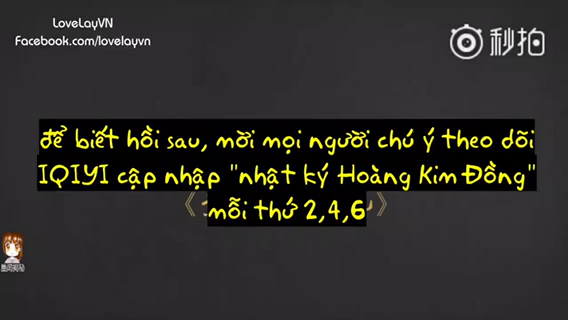 LoveLayVN
Facebook.com/lovelayvn
秒拍
để biết hồi sau, mời mọi người chú ý theo dõi
IQIYI cập nhập "nhật ký Hoàng Kim Đồng"
mỗi thứ 2,4,6